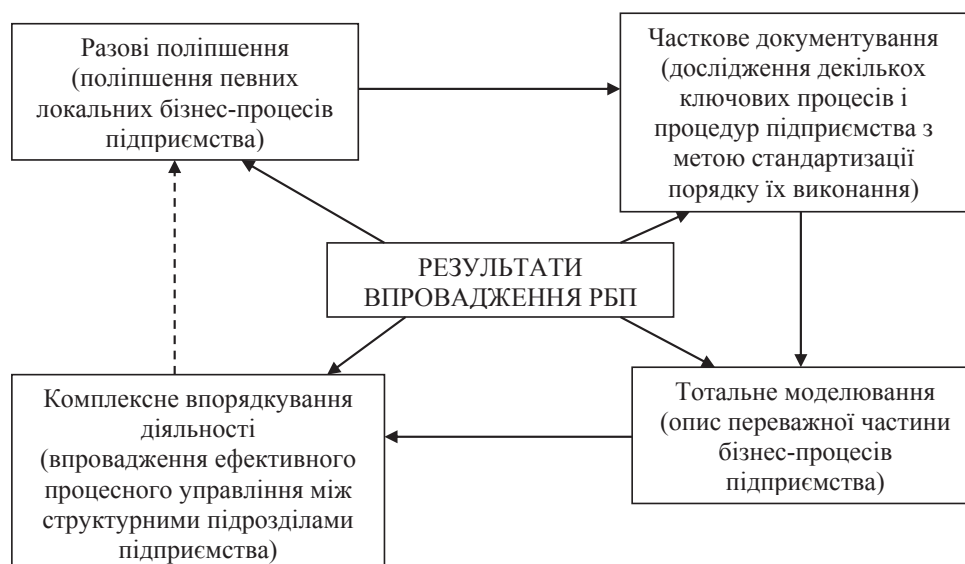 Разові поліпшення
(поліпшення певних
локальних бізнес-процесів
підприємства)
Часткове документування
(дослідження декількох
ключових процесів і
процедур підприємства з
метою стандартизації
порядку їх виконання)
РЕЗУЛЬТАТИ
ВПРОВАДЖЕННЯ РБП
Комплексне впорядкування
діяльності
(впровадження ефективного
процесного управління між
структурними підрозділами
підприємства)
Тотальне моделювання
(опис переважної частини
бізнес-процесів
підприємства)